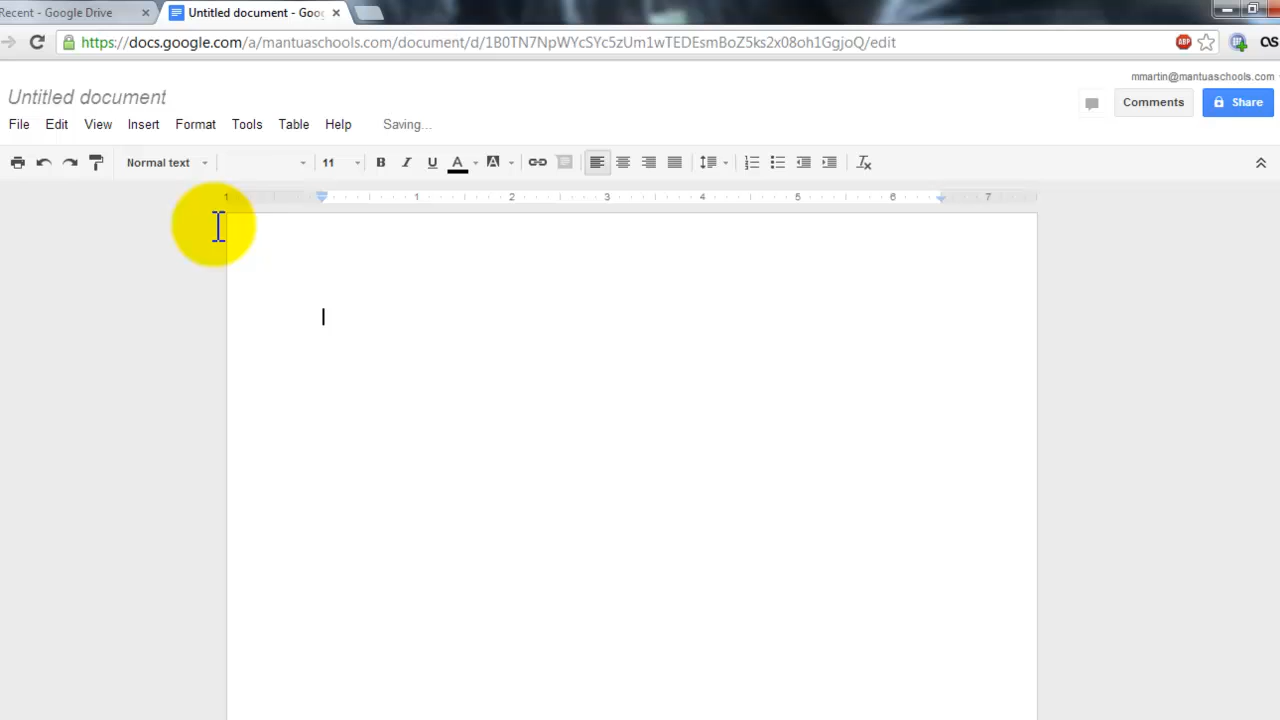 Recent - Google Drive
Untitled document - Goo
https://docs.google.com/a/mantuaschools.com/document/d/1B0TN7NpWYcSYc5zUm1wTEDEsmBoZ5ks2x08oh1GgjoQ/edit
ABP
mmartin@mantuaschools.com
Untitled document
Comments
Share
File Edit View Insert Format Tools Table Help Saving...
Normal text 11 B I U A A
1 1 2 3 4 5 6 7